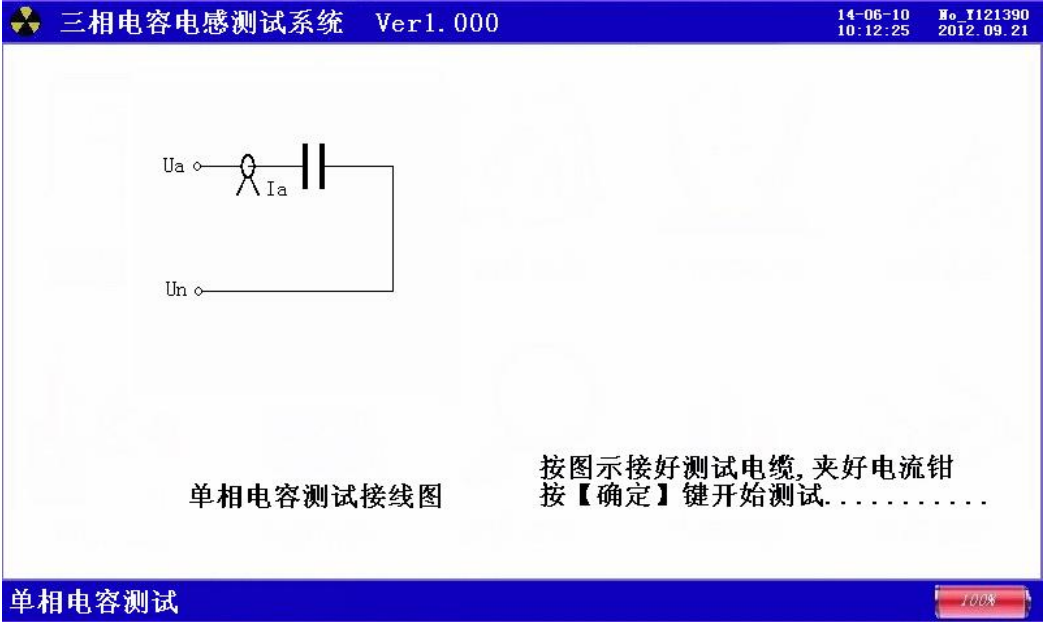 三相电容电感测试系统 Ver1.000
14-06-10 No_Y121390
10:12:25 2012.09.21
Ua
Ia
Un
单相电容测试接线图
按图示接好测试电缆,夹好电流钳
按【确定】键开始测试...........
单相电容测试
100%